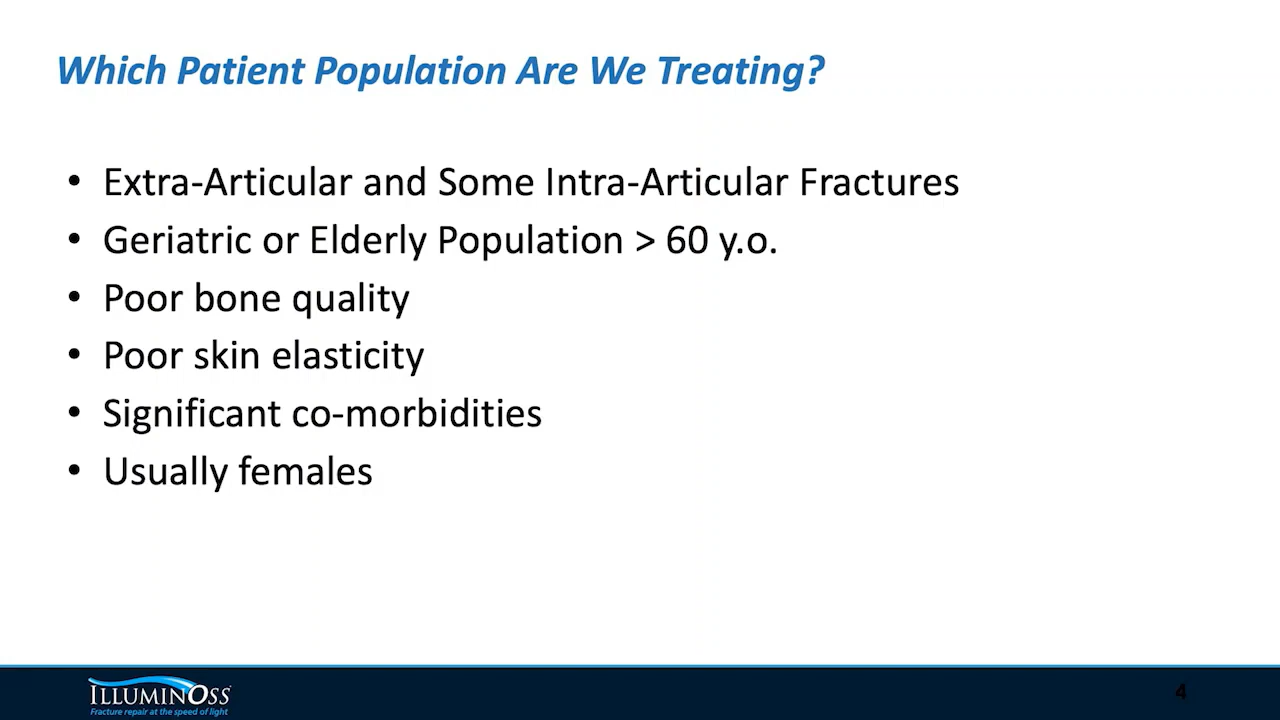 Which Patient Population Are We Treating?
• Extra-Articular and Some Intra-Articular Fractures
• Geriatric or Elderly Population > 60 y.o.
• Poor bone quality
• Poor skin elasticity
• Significant co-morbidities
• Usually females
ILLUMINOSS
Fracture repair at the speed of light
4